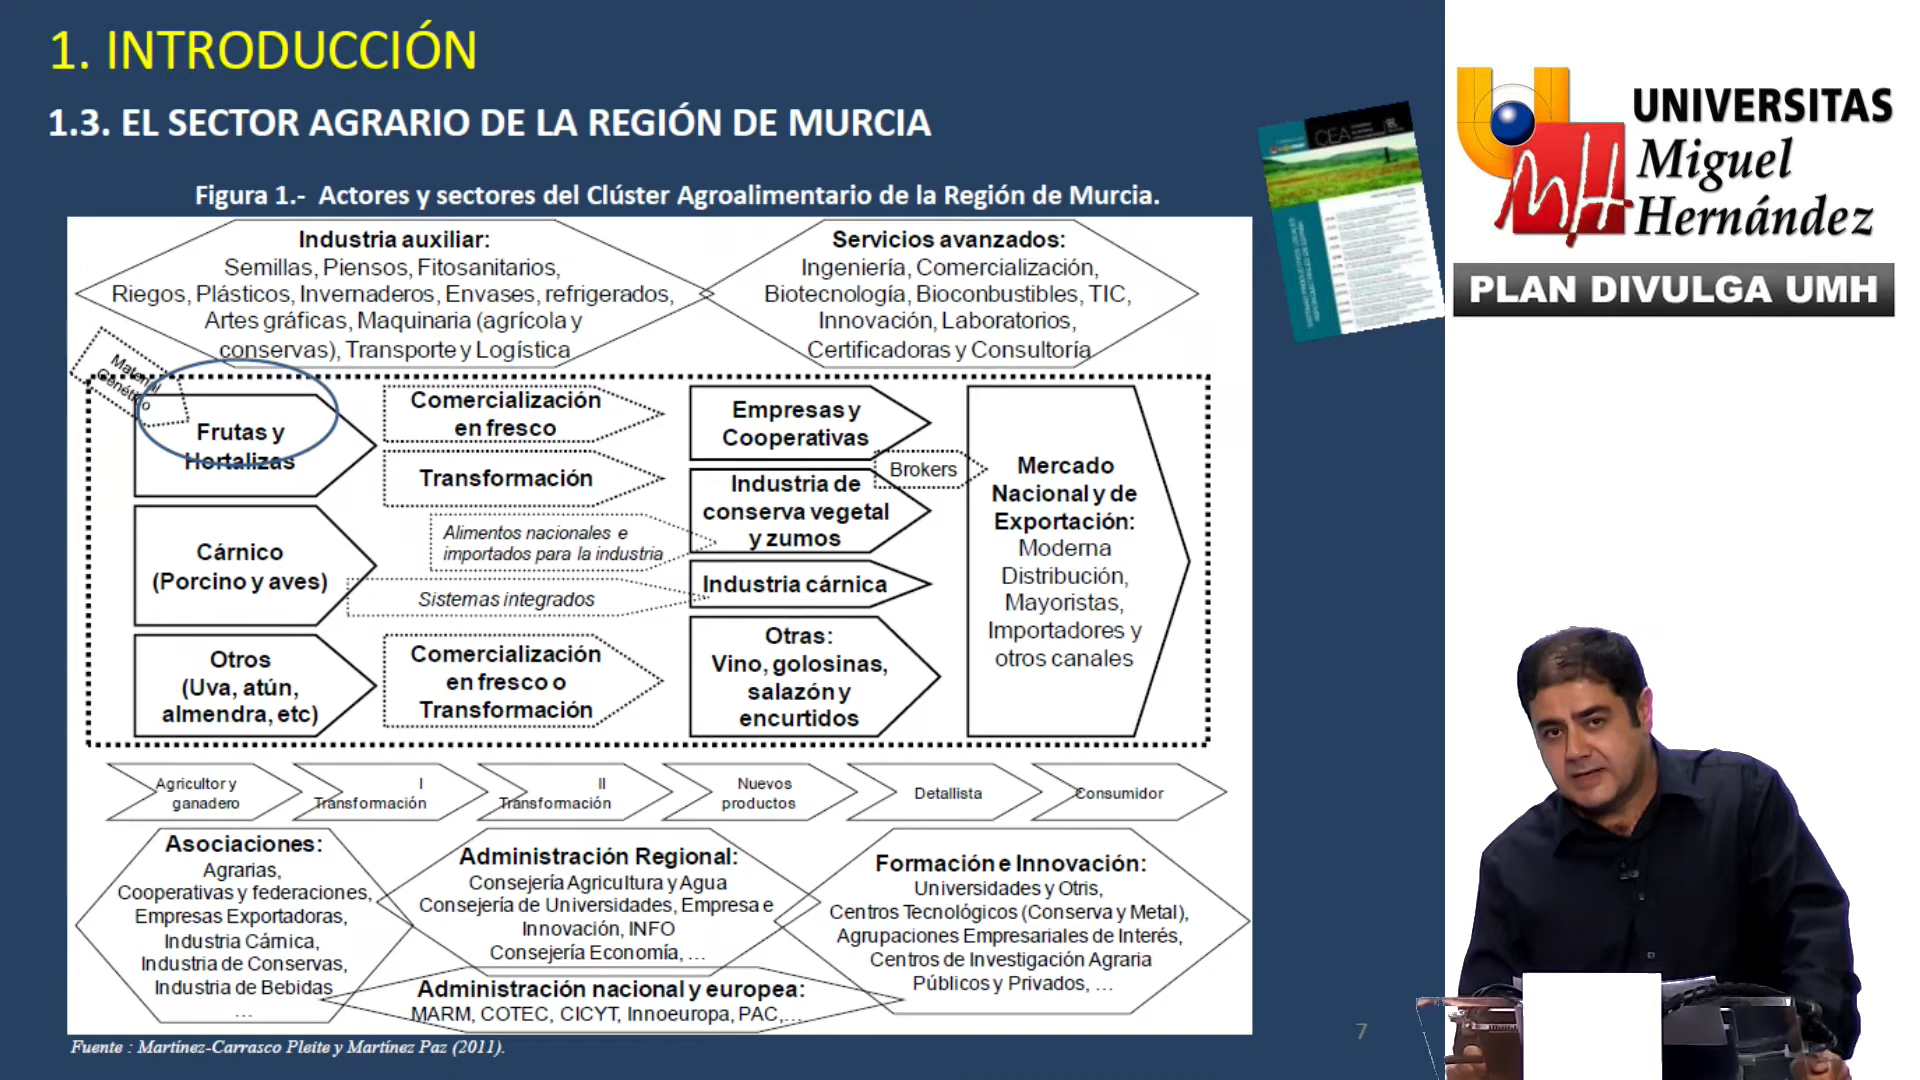 1. INTRODUCCIÓN
1.3. EL SECTOR AGRARIO DE LA REGIÓN DE MURCIA
Figura 1.- Actores y sectores del Clúster Agroalimentario de la Región de Murcia.
Industria auxiliar:
Semillas, Piensos, Fitosanitarios,
Riegos, Plásticos, Invernaderos, Envases, refrigerados,
Artes gráficas, Maquinaria (agrícola y
conservas), Transporte y Logística
Servicios avanzados:
Ingeniería, Comercialización,
Biotecnología, Bioconbustibles, TIC,
Innovación, Laboratorios,
Certificadoras y Consultoría
Material
Genético
Frutas y
Hortalizas
Comercialización
en fresco
Transformación
Empresas y
Cooperativas
Brokers
Industria de
conserva vegetal
y zumos
Alimentos nacionales e
importados para la industria
Cárnico
(Porcino y aves)
Sistemas integrados
Industria cárnica
Otros
(Uva, atún,
almendra, etc)
Comercialización
en fresco o
Transformación
Otras:
Vino, golosinas,
salazón y
encurtidos
Mercado
Nacional y de
Exportación:
Moderna
Distribución,
Mayoristas,
Importadores y
otros canales
Agricultor y
ganadero
I
Transformación
II
Transformación
Nuevos
productos
Detallista
Consumidor
Asociaciones:
Agrarias,
Cooperativas y federaciones,
Empresas Exportadoras,
Industria Cárnica,
Industria de Conservas,
Industria de Bebidas
...
Administración Regional:
Consejería Agricultura y Agua
Consejería de Universidades, Empresa e
Innovación, INFO
Consejería Economía, ...
Administración nacional y europea:
MARM, COTEC, CICYT, Innoeuropa, PAC,...
Formación e Innovación:
Universidades y Otris,
Centros Tecnológicos (Conserva y Metal),
Agrupaciones Empresariales de Interés,
Centros de Investigación Agraria
Públicos y Privados, ...
Fuente : Martínez-Carrasco Pleite y Martínez Paz (2011).
7
CEA
UNIVERSITAS
Miguel
Hernández
PLAN DIVULGA UMH